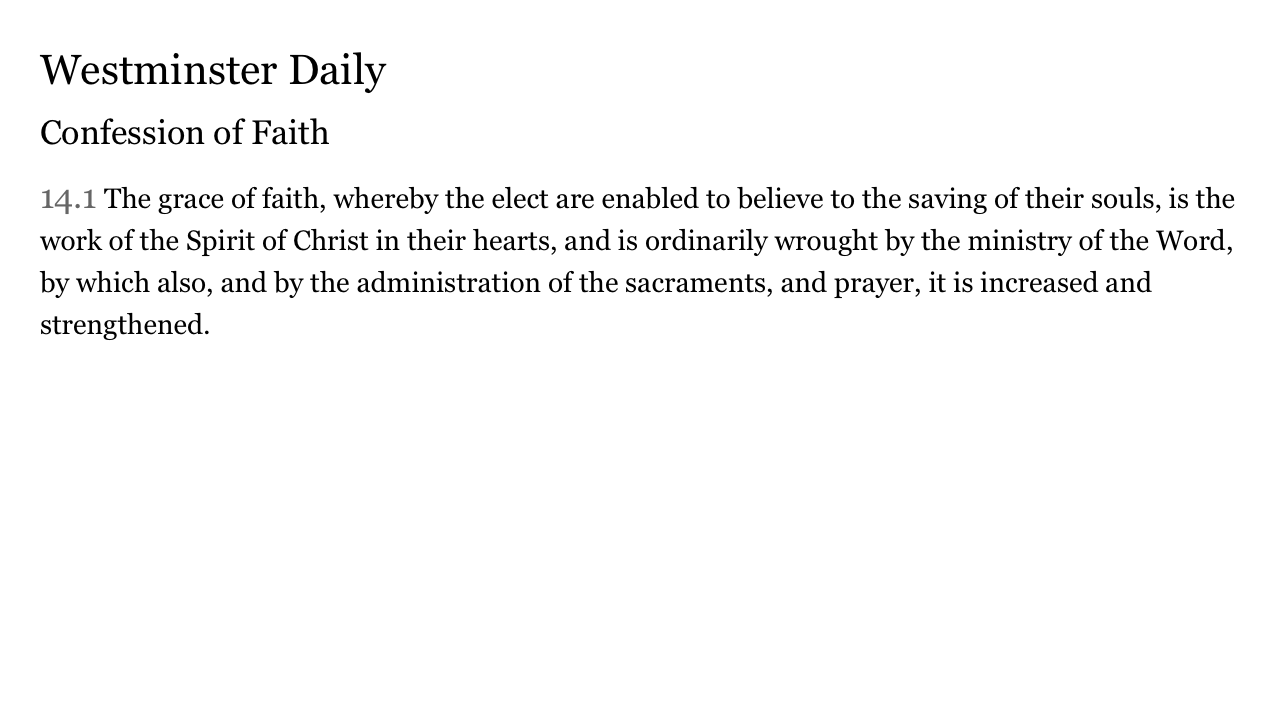 Westminster Daily
Confession of Faith
14.1 The grace of faith, whereby the elect are enabled to believe to the saving of their souls, is the
work of the Spirit of Christ in their hearts, and is ordinarily wrought by the ministry of the Word,
by which also, and by the administration of the sacraments, and prayer, it is increased and
strengthened.